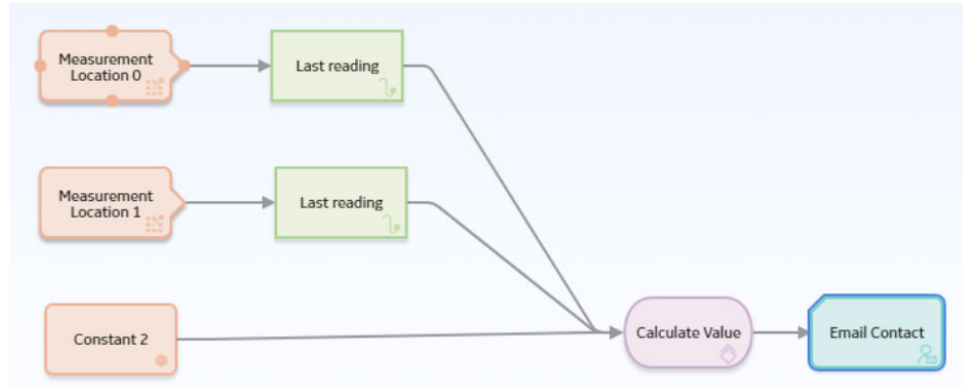 Measurement
Location 0
Last reading
Measurement
Location 1
Last reading
Constant 2
Calculate Value
Email Contact